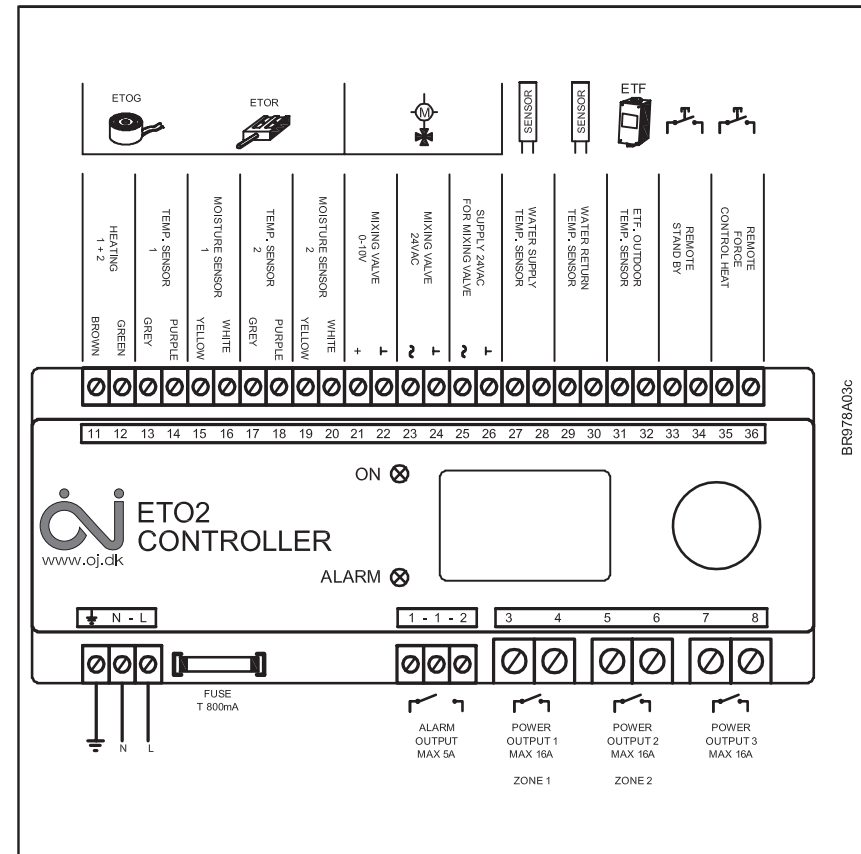 ETOG
ETOR
M
SENSOR
SENSOR
ETF
HEATING
1 + 2
BROWN
GREEN
TEMP. SENSOR
1
GREY
PURPLE
MOISTURE SENSOR
1
YELLOW
WHITE
TEMP. SENSOR
2
GREY
PURPLE
MOISTURE SENSOR
2
YELLOW
WHITE
MIXING VALVE
0-10V
+
MIXING VALVE
24VAC
SUPPLY 24VAC
FOR MIXING VALVE
WATER SUPPLY
TEMP. SENSOR
WATER RETURN
TEMP. SENSOR
ETF. OUTDOOR
TEMP. SENSOR
REMOTE
STAND BY
REMOTE
FORCE
CONTROL HEAT
11 12 13 14 15 16 17 18 19 20 21 22 23 24 25 26 27 28 29 30 31 32 33 34 35 36
BR978A03c
ON
ETO2
CONTROLLER
www.oj.dk
ALARM
N - L
1 - 1 - 2
3 4 5 6 7 8
FUSE
T 800mA
N L
ALARM
OUTPUT
MAX 5A
POWER
OUTPUT 1
MAX 16A
ZONE 1
POWER
OUTPUT 2
MAX 16A
ZONE 2
POWER
OUTPUT 3
MAX 16A